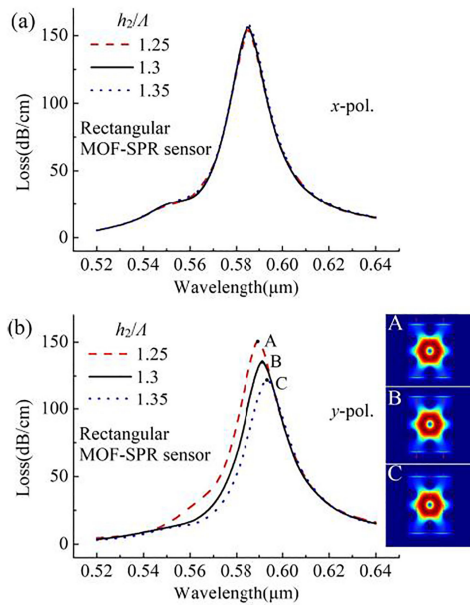 (a)
h₂/Λ
1.25
1.3
1.35
Rectangular
MOF-SPR sensor
x-pol.
Loss(dB/cm)
150
100
50
0
0.52 0.54 0.56 0.58 0.60 0.62 0.64
Wavelength(μm)
(b)
h₂/Λ
1.25
1.3
1.35
Rectangular
MOF-SPR sensor
A
B
C
y-pol.
Loss(dB/cm)
150
100
50
0
0.52 0.54 0.56 0.58 0.60 0.62 0.64
Wavelength(μm)
A
B
C